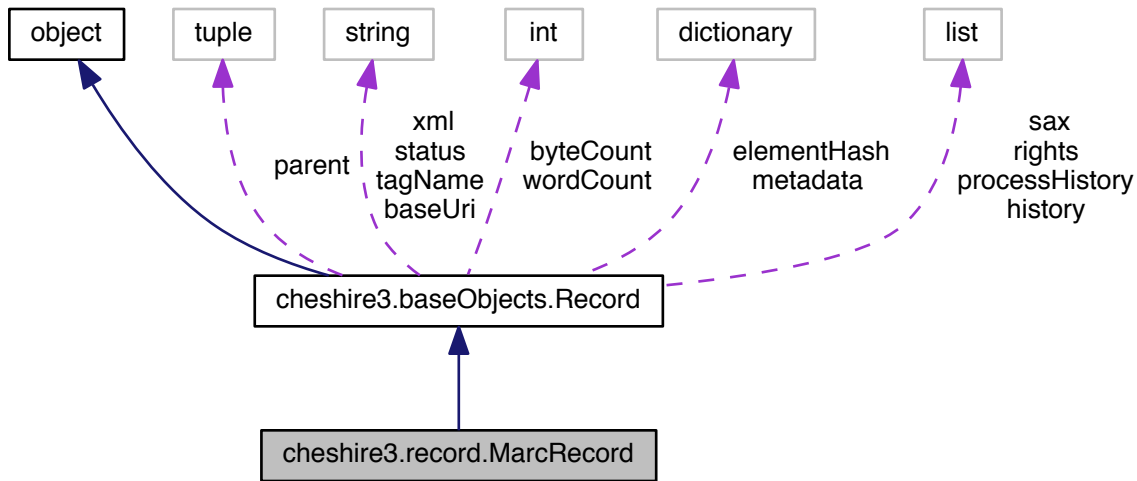 object
tuple
string
int
dictionary
list
parent
xml
status
tagName
baseUri
byteCount
wordCount
elementHash
metadata
sax
rights
processHistory
history
cheshire3.baseObjects.Record
cheshire3.record.MarcRecord